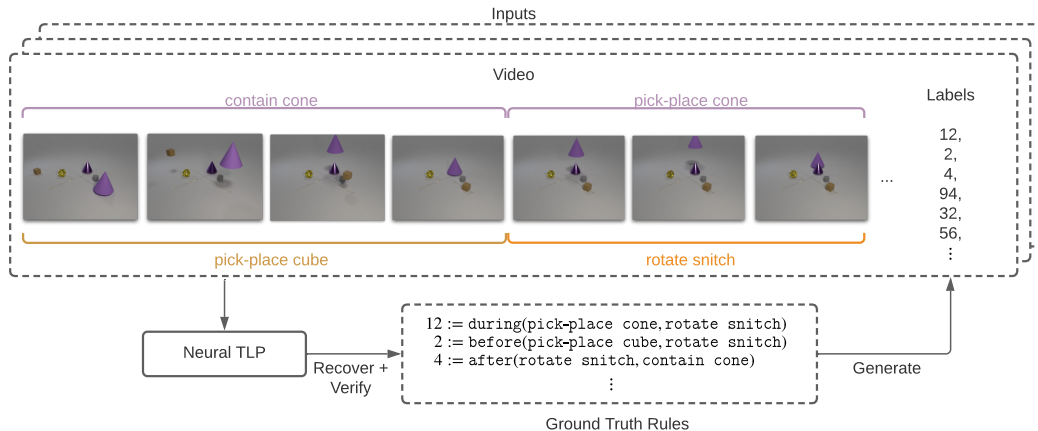 Inputs
Video
contain cone
pick-place cone
Labels
12,
2,
4,
94,
32,
56,
⋮
...
pick-place cube
rotate snitch
Neural TLP
Recover +
Verify
12 := during(pick-place cone, rotate snitch)
2 := before(pick-place cube, rotate snitch)
4 := after(rotate snitch, contain cone)
⋮
Generate
Ground Truth Rules